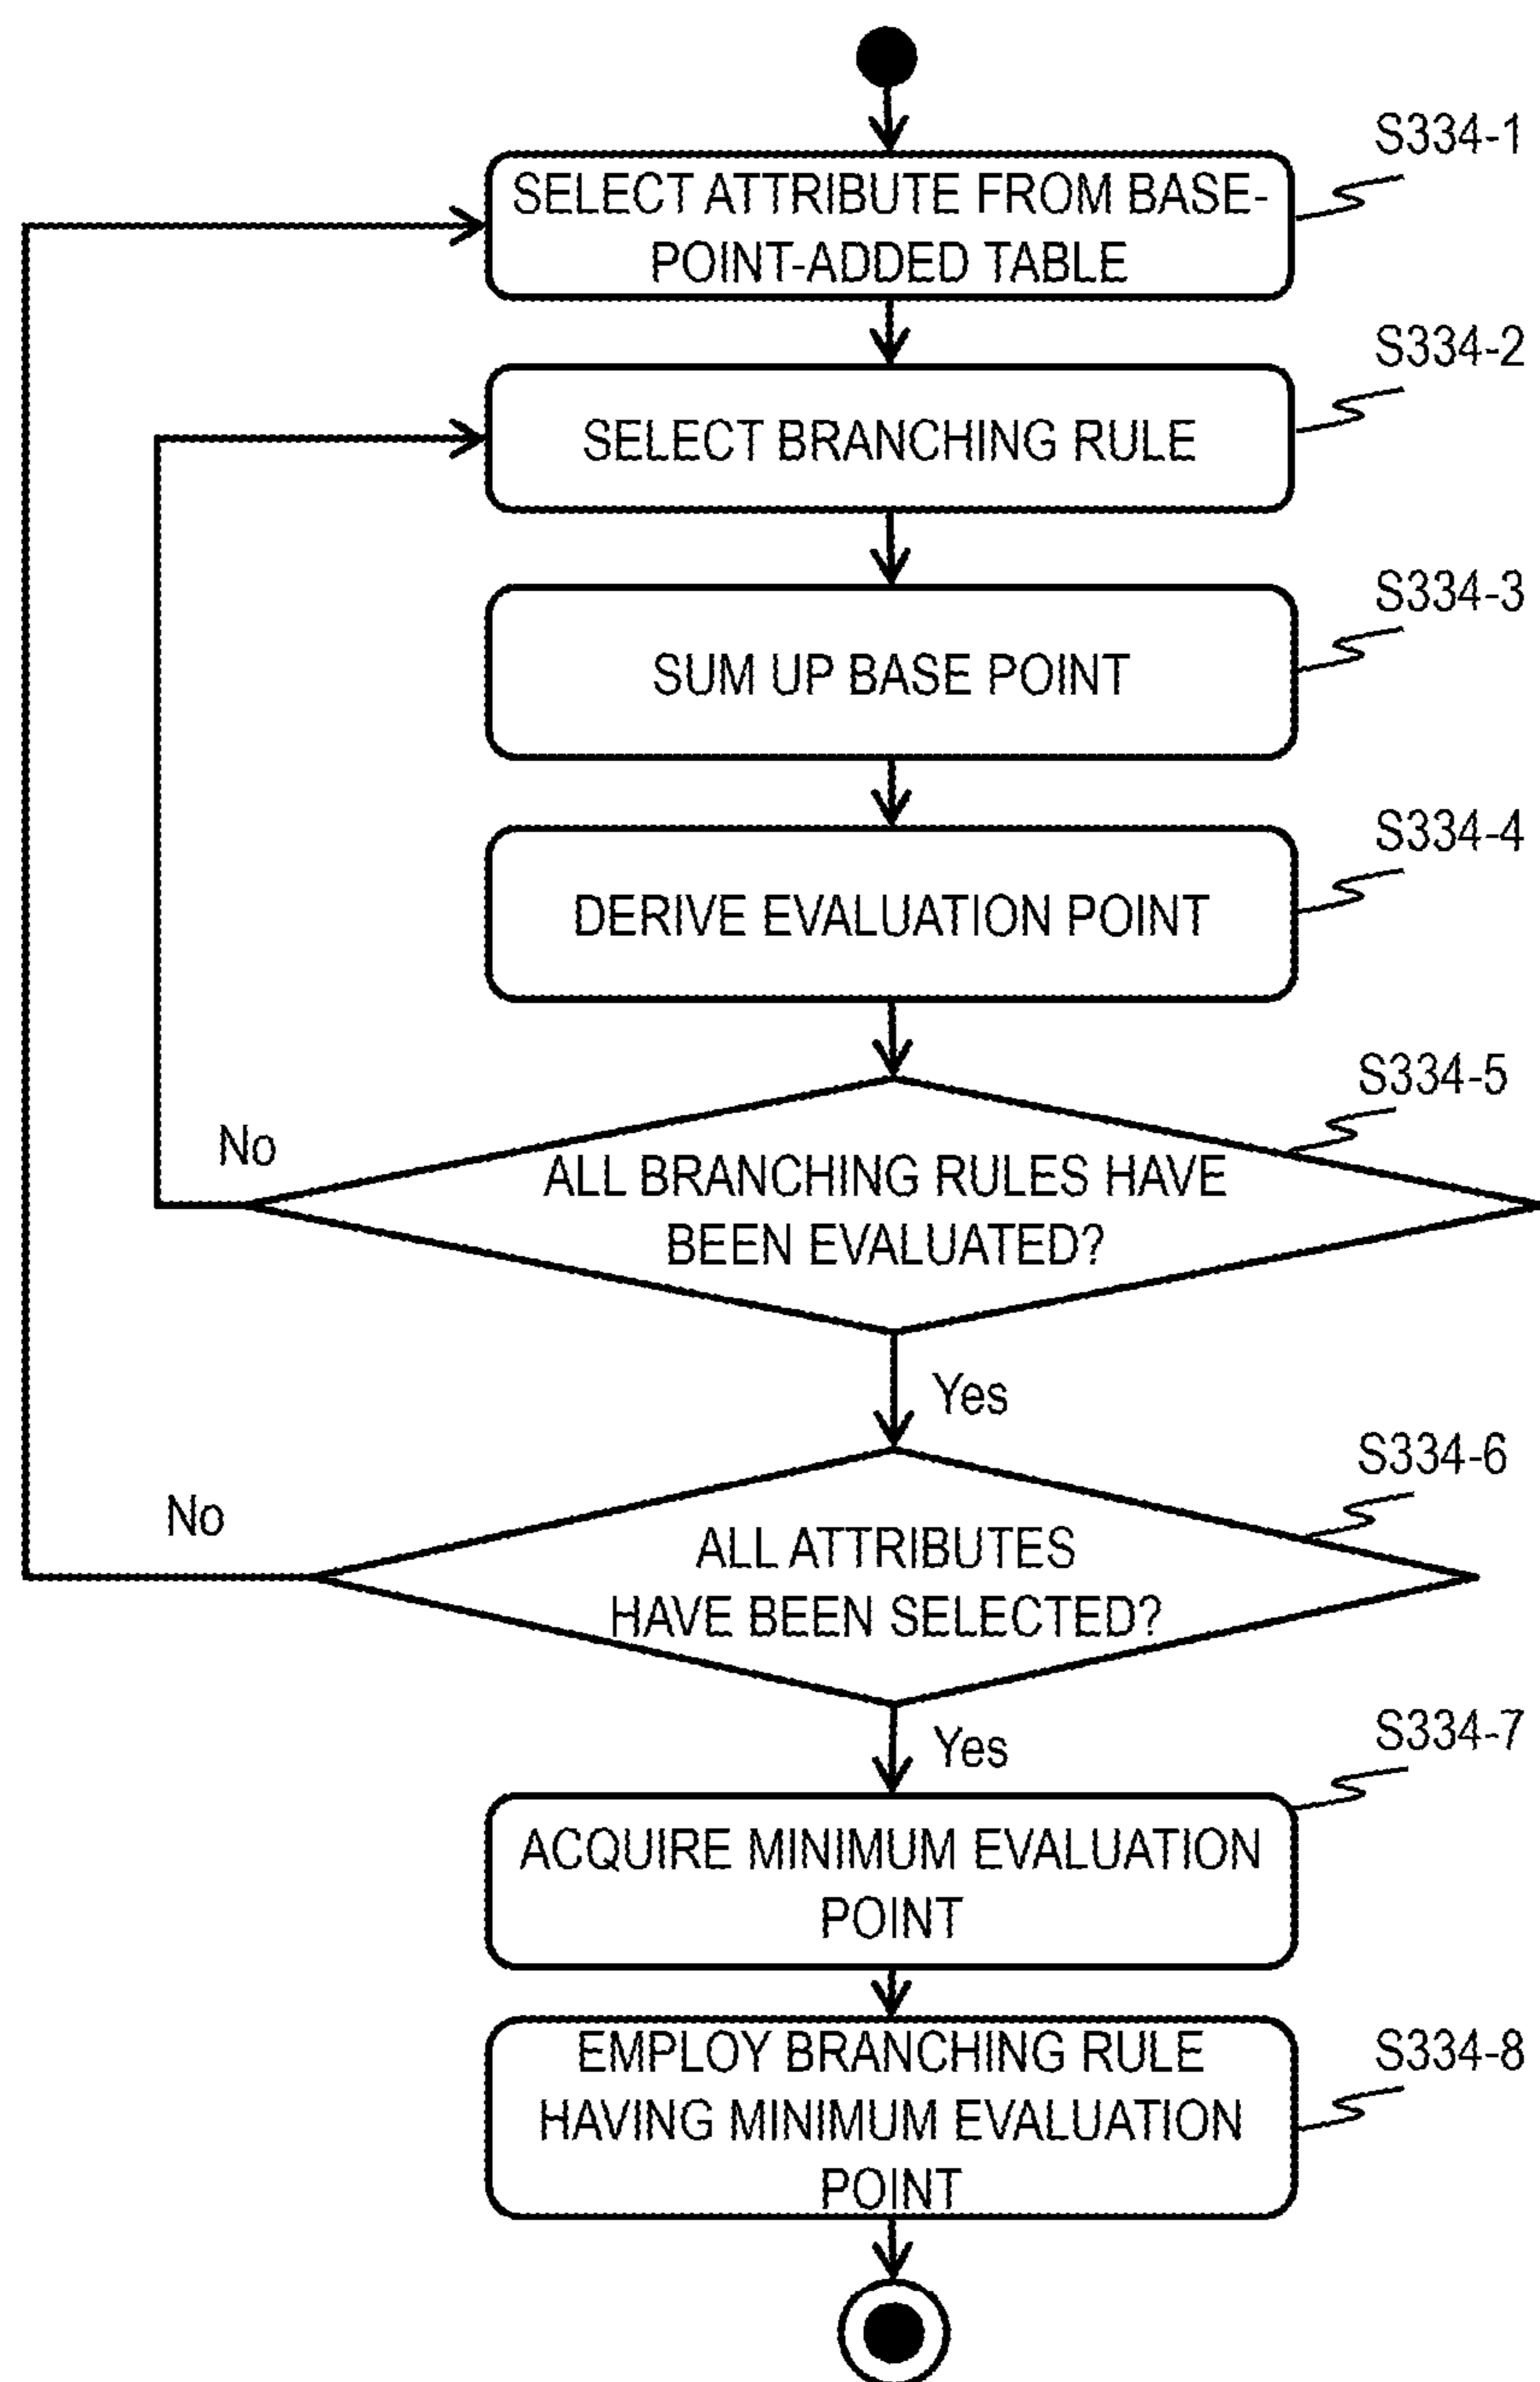 S334-1
SELECT ATTRIBUTE FROM BASE-
POINT-ADDED TABLE
S334-2
SELECT BRANCHING RULE
S334-3
SUM UP BASE POINT
S334-4
DERIVE EVALUATION POINT
S334-5
No
ALL BRANCHING RULES HAVE
BEEN EVALUATED?
Yes
S334-6
No
ALL ATTRIBUTES
HAVE BEEN SELECTED?
Yes
S334-7
ACQUIRE MINIMUM EVALUATION
POINT
S334-8
EMPLOY BRANCHING RULE
HAVING MINIMUM EVALUATION
POINT